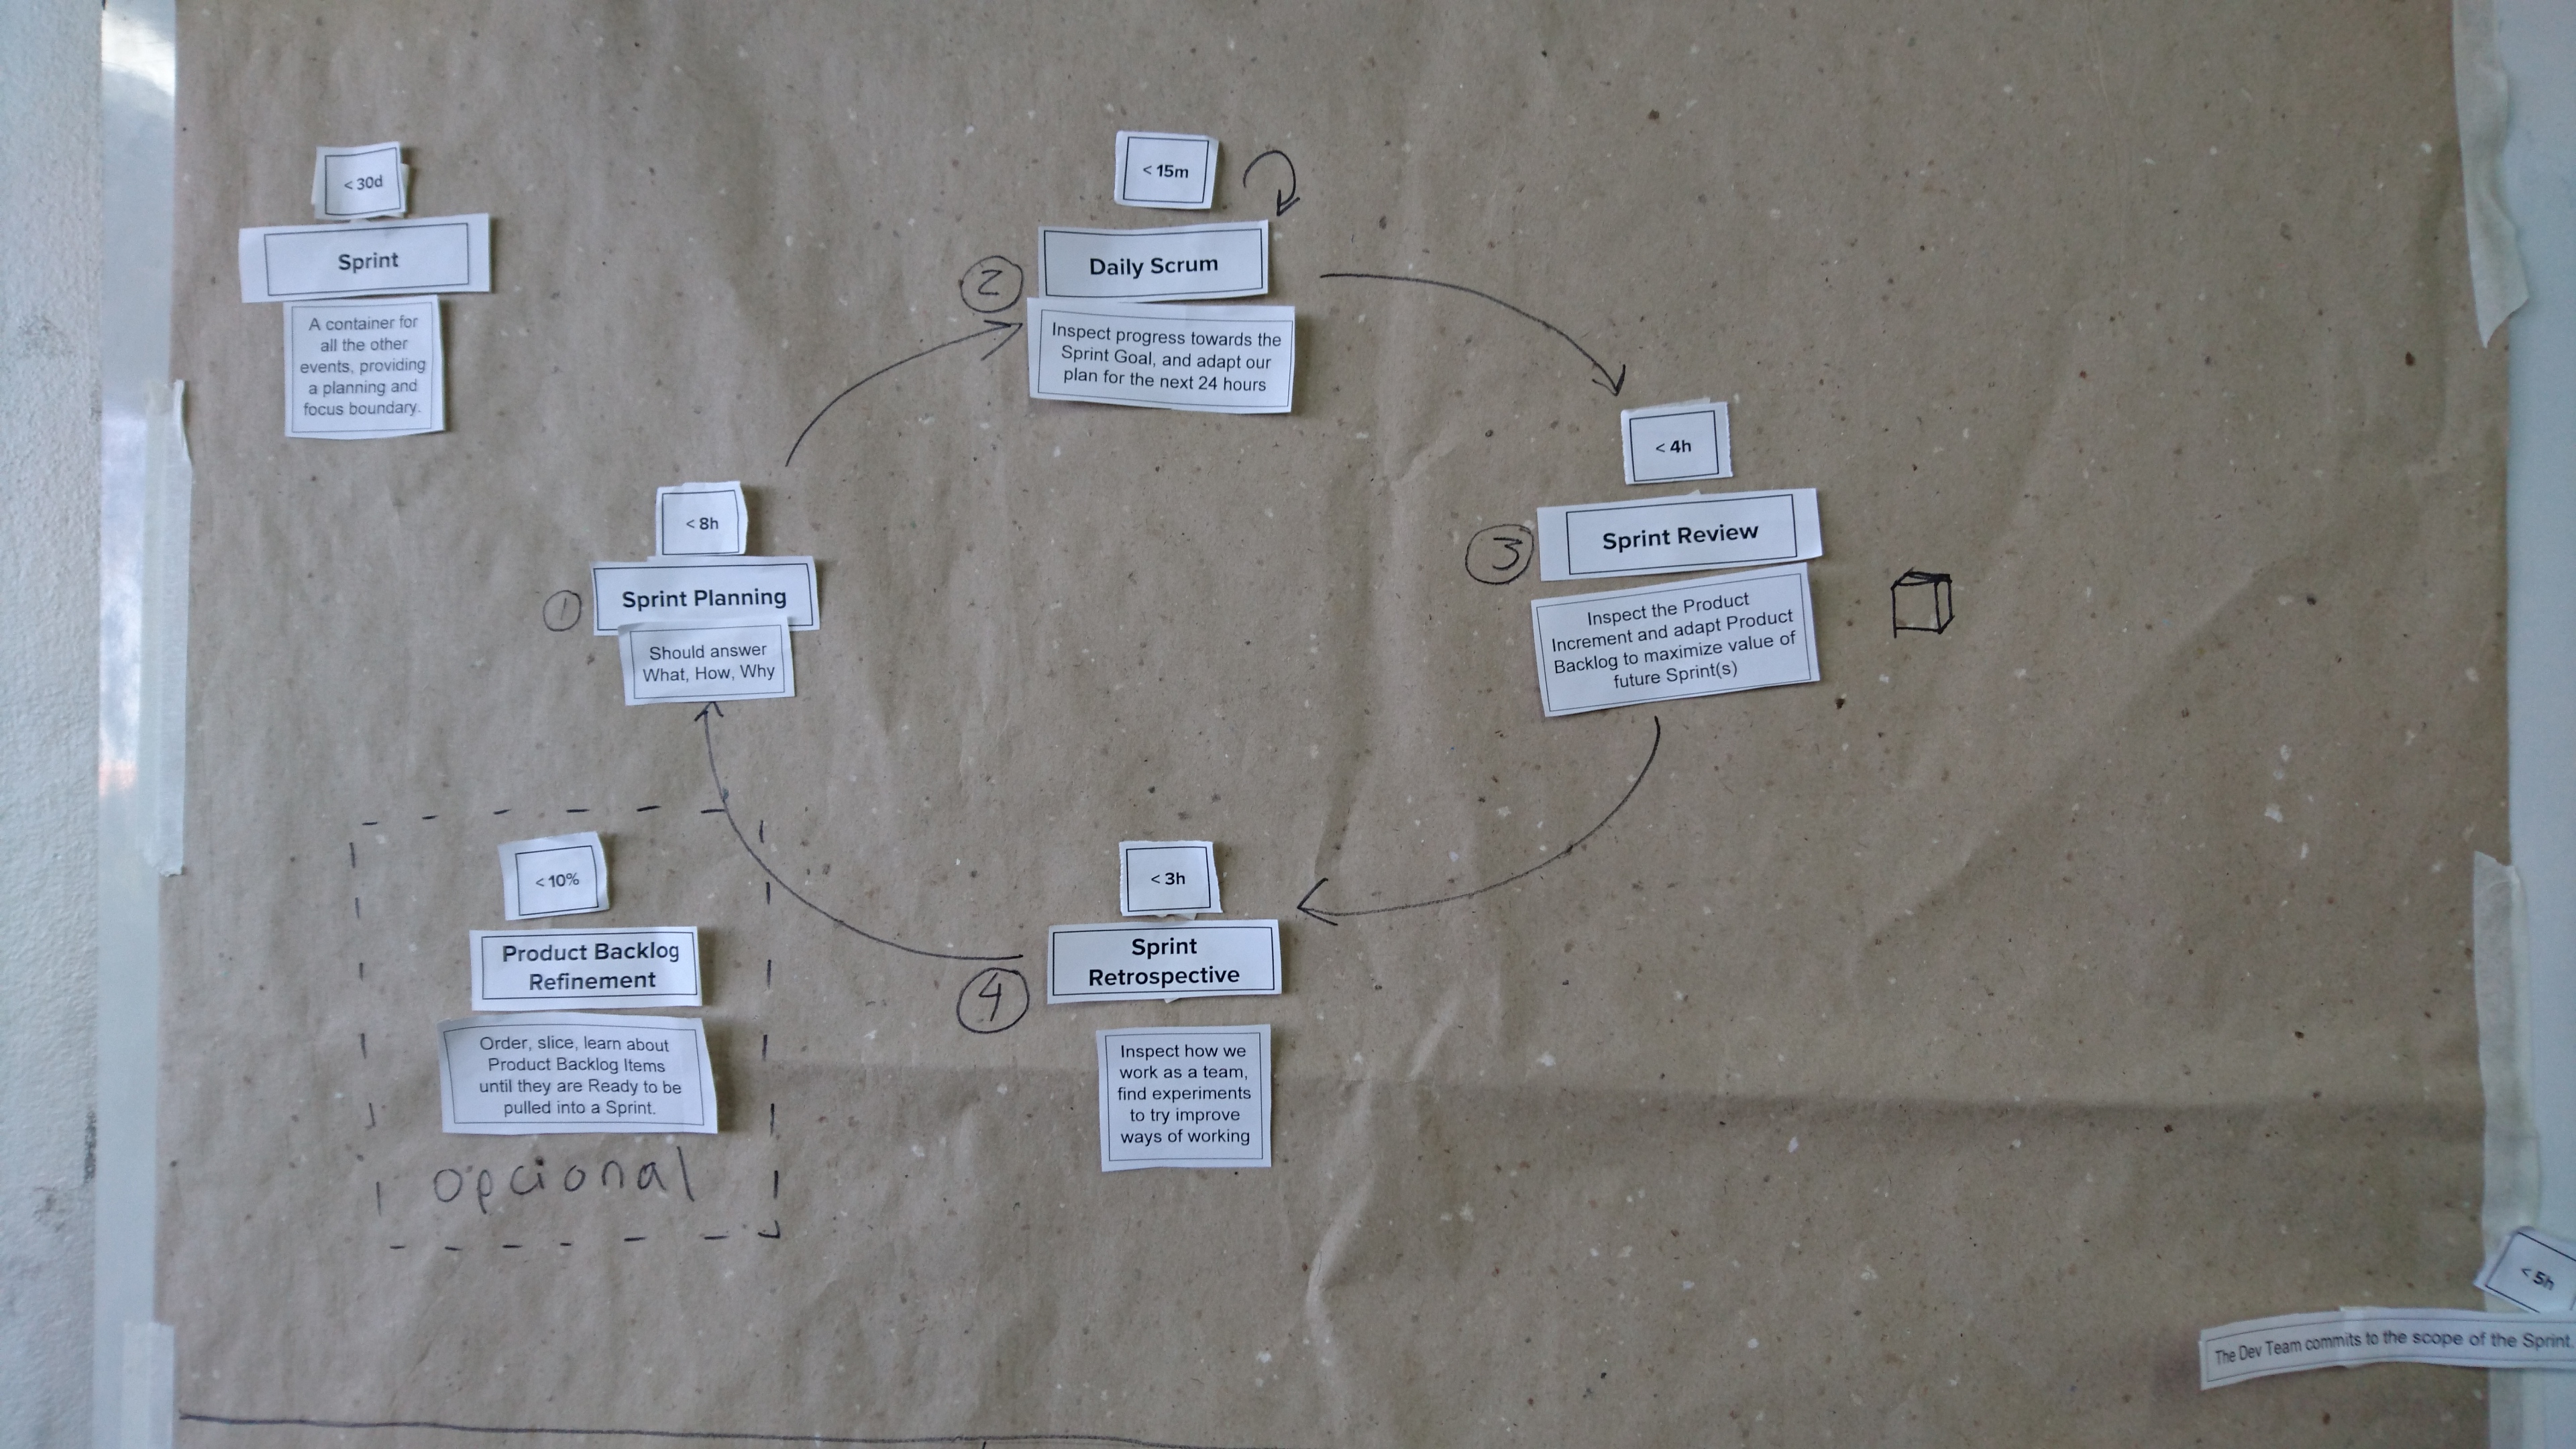 < 30d
Sprint
A container for
all the other
events, providing
a planning and
focus boundary.
< 15m
2
Daily Scrum
Inspect progress towards the
Sprint Goal, and adapt our
plan for the next 24 hours
< 8h
1
Sprint Planning
Should answer
What, How, Why
< 4h
3
Sprint Review
Inspect the Product
Increment and adapt Product
Backlog to maximize value of
future Sprint(s)
< 10%
Product Backlog
Refinement
Order, slice, learn about
Product Backlog Items
until they are Ready to be
pulled into a Sprint.
opcional
< 3h
4
Sprint
Retrospective
Inspect how we
work as a team,
find experiments
to try improve
ways of working
< 5h
The Dev Team commits to the scope of the Sprint.